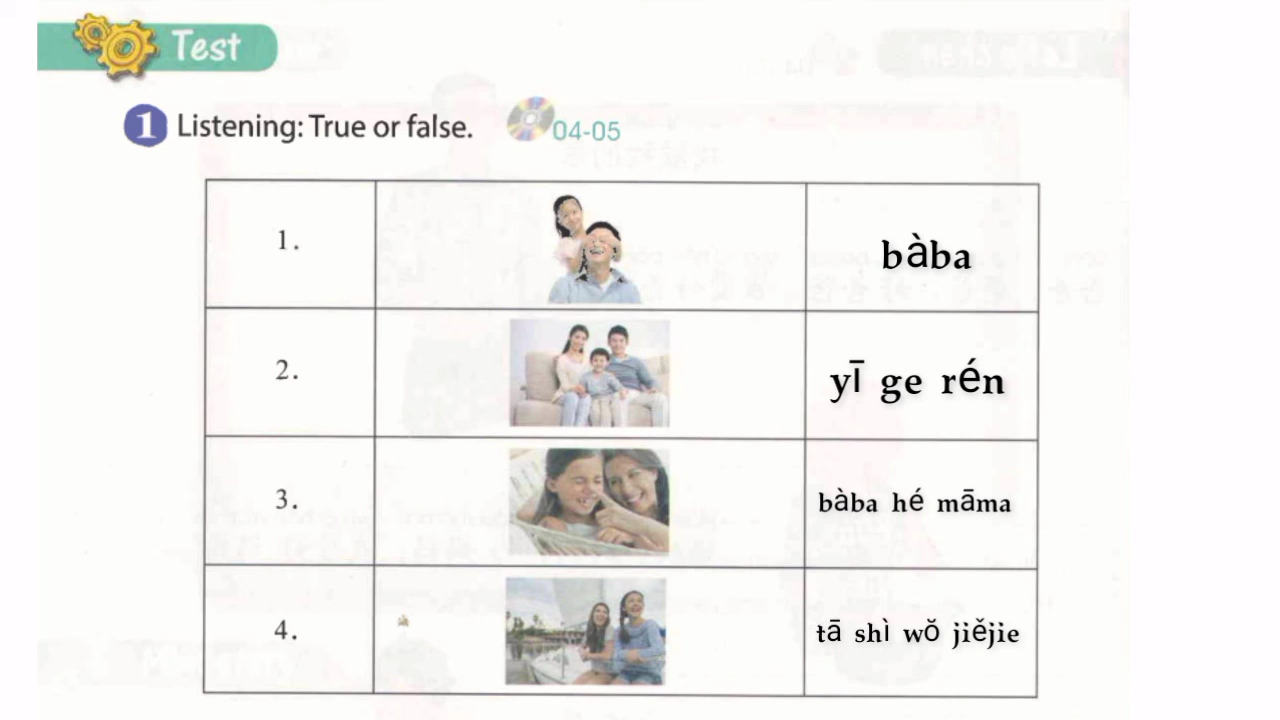 Test
1 Listening: True or false. 04-05
1. bàba
2. yī ge rén
3. bàba hé māma
4. tā shì wǒ jiějie